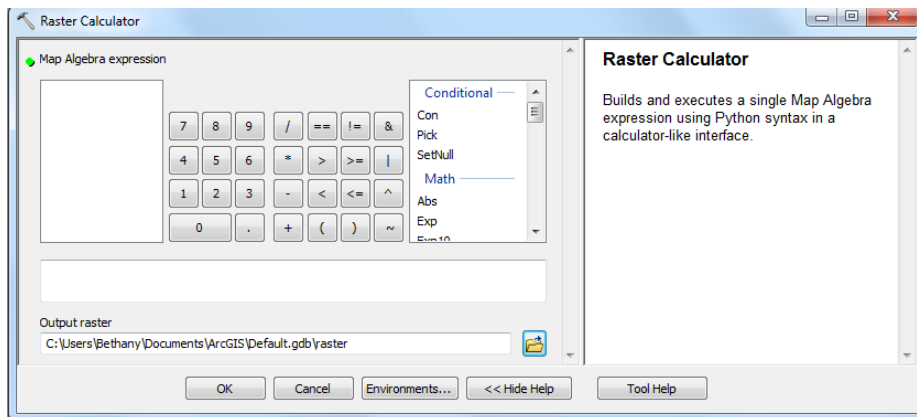 Raster Calculator
Map Algebra expression
7 8 9 / == != &
4 5 6 * > >= |
1 2 3 - < <= ^
0 . + ( ) ~
Conditional
Con
Pick
SetNull
Math
Abs
Exp
Exp10
Output raster
C:\Users\Bethany\Documents\ArcGIS\Default.gdb\raster
OK Cancel Environments... << Hide Help Tool Help
Raster Calculator
Builds and executes a single Map Algebra
expression using Python syntax in a
calculator-like interface.